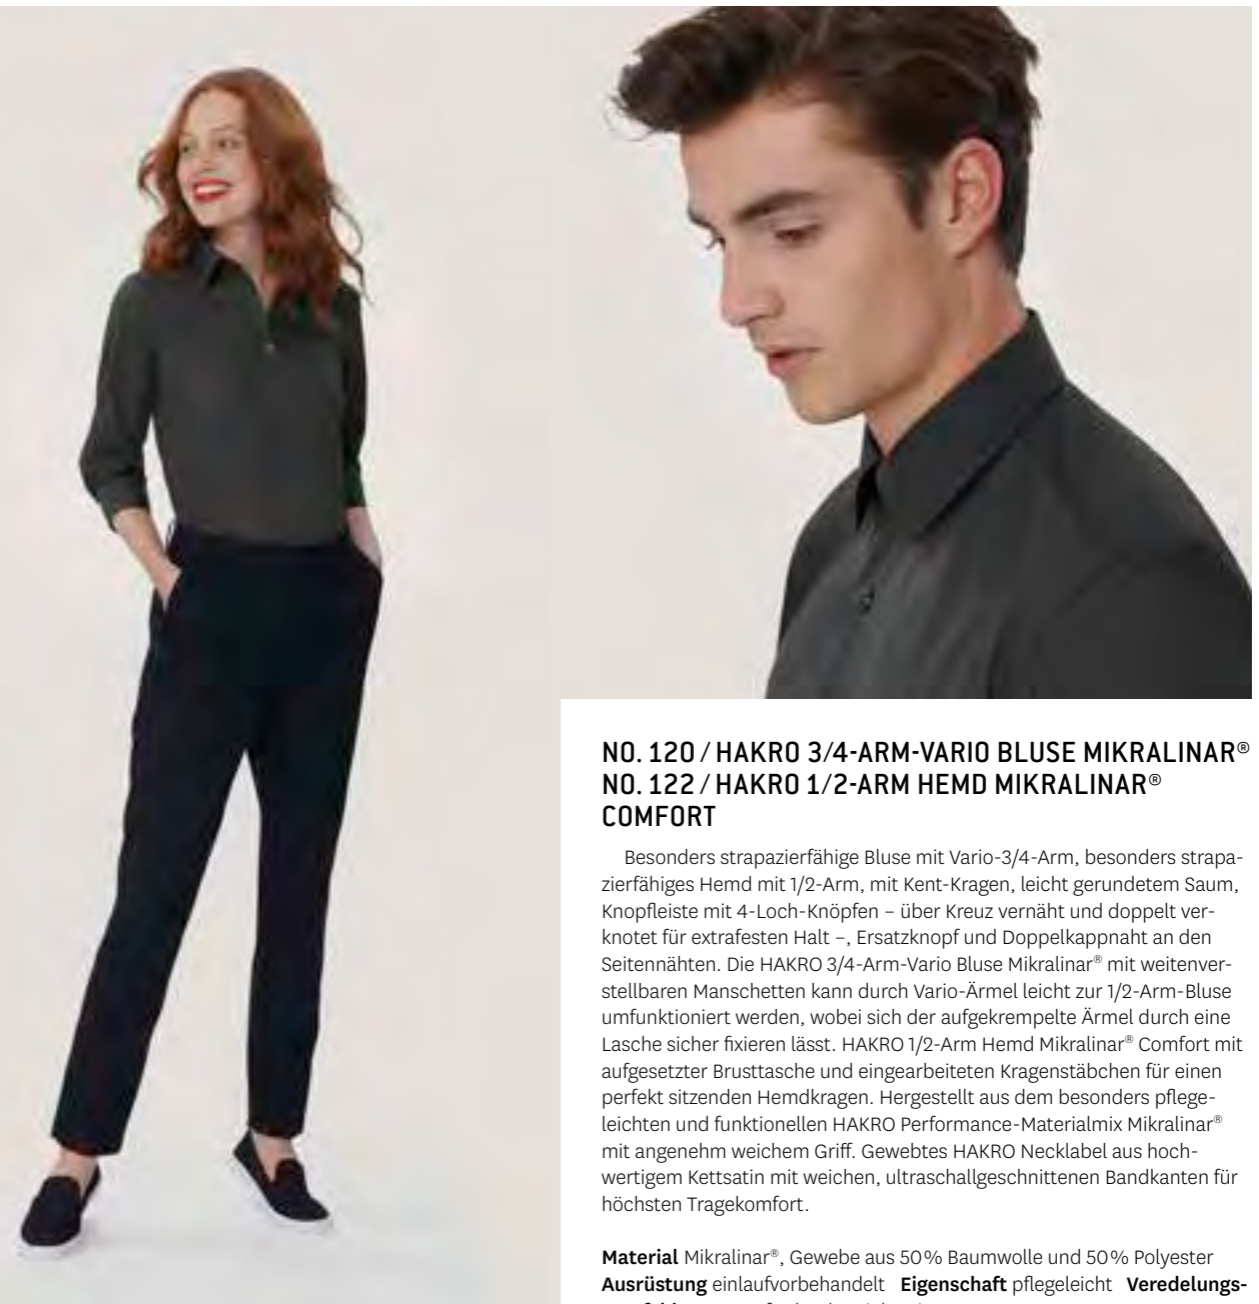 NO. 120 / HAKRO 3/4-ARM-VARIO BLUSE MIKRALINAR®
NO. 122 / HAKRO 1/2-ARM HEMD MIKRALINAR®
COMFORT
Besonders strapazierfähige Bluse mit Vario-3/4-Arm, besonders strapa-
zierfähiges Hemd mit 1/2-Arm, mit Kent-Kragen, leicht gerundetem Saum,
Knopfleiste mit 4-Loch-Knöpfen – über Kreuz vernäht und doppelt ver-
knotet für extrafesten Halt –, Ersatzknopf und Doppelkappnaht an den
Seitennähten. Die HAKRO 3/4-Arm-Vario Bluse Mikralinar® mit weitenver-
stellbaren Manschetten kann durch Vario-Ärmel leicht zur 1/2-Arm-Bluse
umfunktioniert werden, wobei sich der aufgekrempelte Ärmel durch eine
Lasche sicher fixieren lässt. HAKRO 1/2-Arm Hemd Mikralinar® Comfort mit
aufgesetzter Brusttasche und eingearbeiteten Kragenstäbchen für einen
perfekt sitzenden Hemdkragen. Hergestellt aus dem besonders pflege-
leichten und funktionellen HAKRO Performance-Materialmix Mikralinar®
mit angenehm weichem Griff. Gewebtes HAKRO Necklabel aus hoch-
wertigem Kettsatin mit weichen, ultraschallgeschnittenen Bandkanten für
höchsten Tragekomfort.
Material Mikralinar®, Gewebe aus 50% Baumwolle und 50% Polyester
Ausrüstung einlaufvorbehandelt Eigenschaft pflegeleicht Veredelungs-